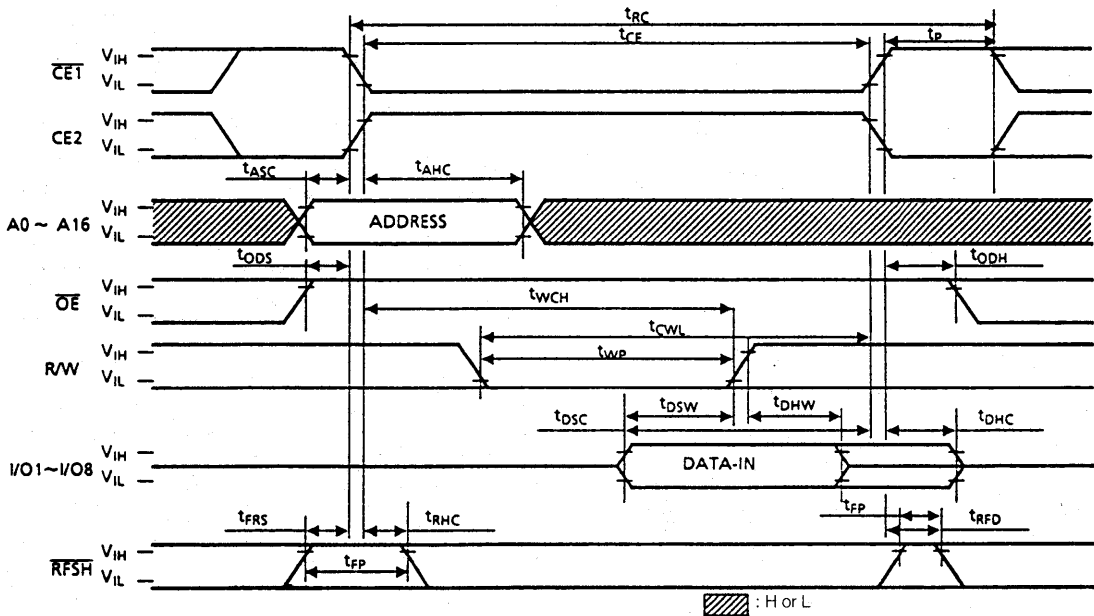 tRC
tCE
tP
CE1 VIH
VIL
CE2 VIH
VIL
tASC
tAHC
A0 ~ A16 VIH
VIL
ADDRESS
tODS
tODH
OE VIH
VIL
tWCH
tCWL
R/W VIH
VIL
tWP
tDSC
tDSW
tDHW
tDHC
I/O1~I/O8 VIH
VIL
DATA-IN
tFRS
tRHC
tFP
tRFD
RFSH VIH
VIL
tFP
: H or L